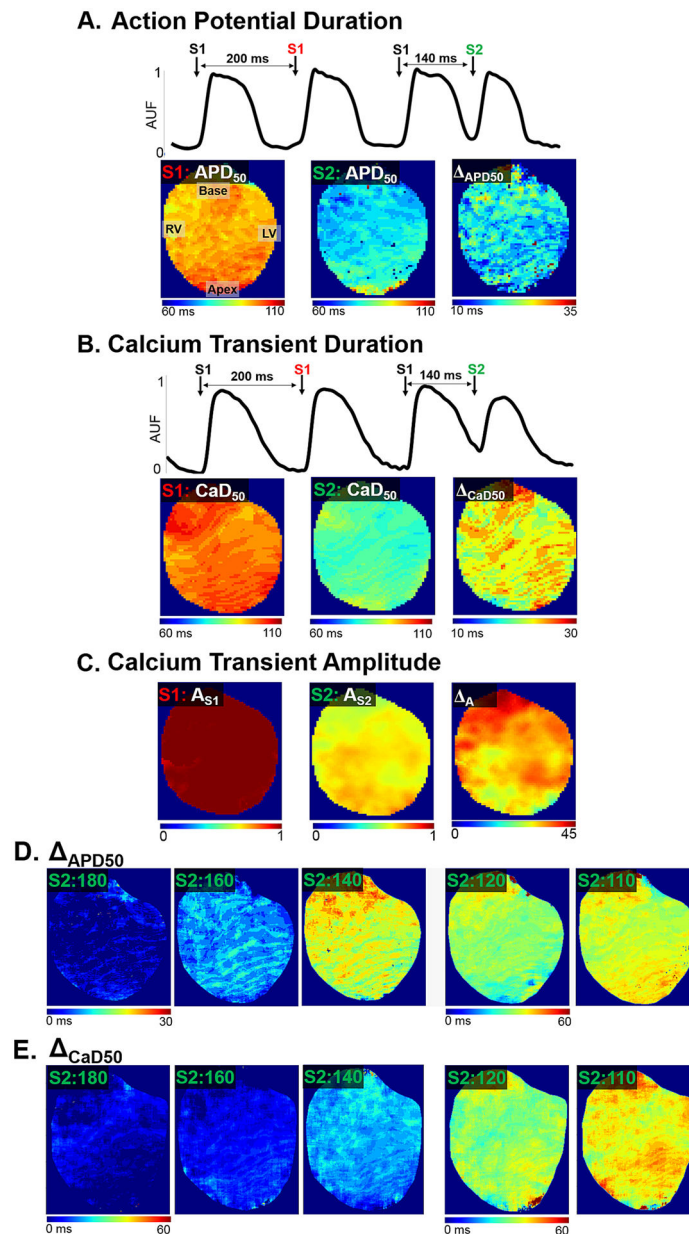 A. Action Potential Duration
S1 S1 S1 S2
200 ms 140 ms
1
AUF
0
S1: APD50 S2: APD50 ΔAPD50
Base
RV LV
Apex
60 ms 110 60 ms 110 10 ms 35
B. Calcium Transient Duration
S1 S1 S1 S2
200 ms 140 ms
1
AUF
0
S1: CaD50 S2: CaD50 ΔCaD50
60 ms 110 60 ms 110 10 ms 30
C. Calcium Transient Amplitude
S1: AS1 S2: AS2 ΔA
0 1 0 1 0 45
D. ΔAPD50
S2:180 S2:160 S2:140 S2:120 S2:110
0 ms 30 0 ms 60
E. ΔCaD50
S2:180 S2:160 S2:140 S2:120 S2:110
0 ms 60 0 ms 60